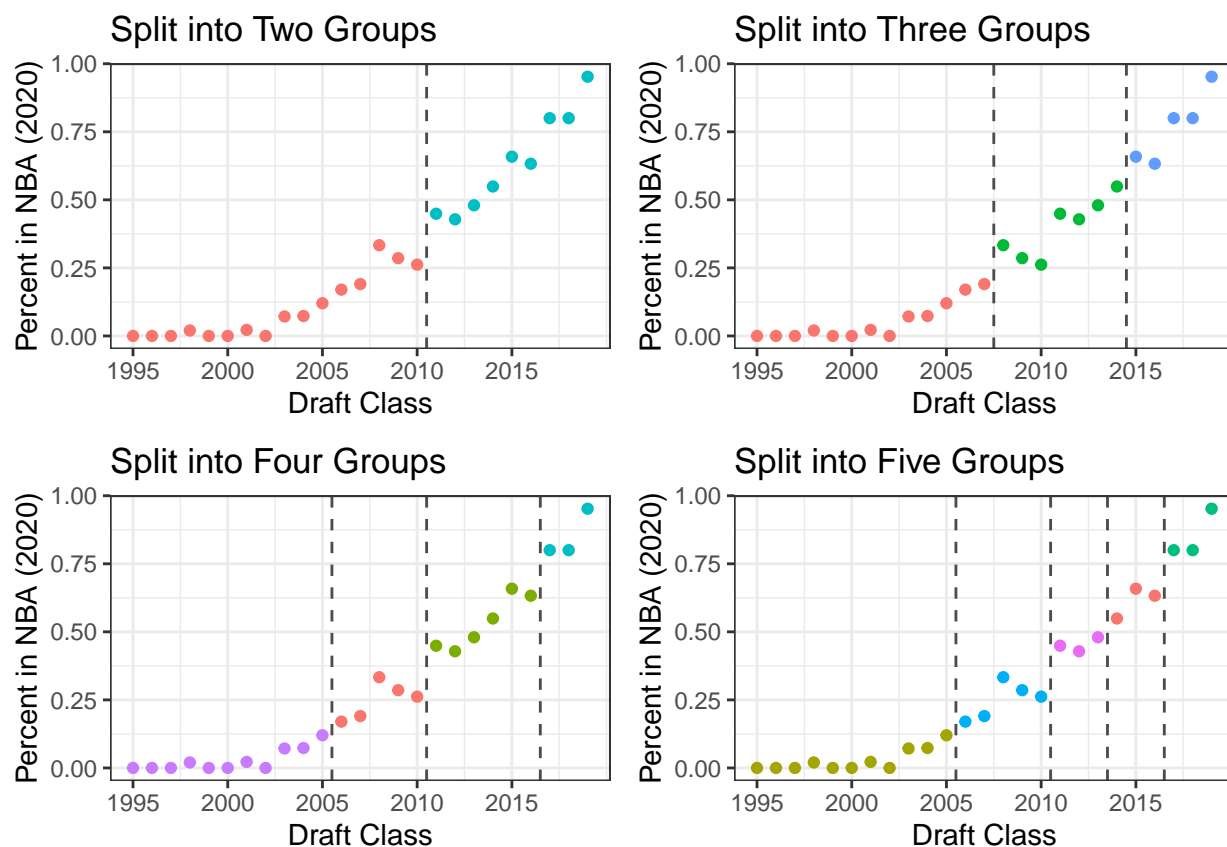 Split into Two Groups
Percent in NBA (2020)
1.00
0.75
0.50
0.25
0.00
1995 2000 2005 2010 2015
Draft Class
Split into Three Groups
Percent in NBA (2020)
1.00
0.75
0.50
0.25
0.00
1995 2000 2005 2010 2015
Draft Class
Split into Four Groups
Percent in NBA (2020)
1.00
0.75
0.50
0.25
0.00
1995 2000 2005 2010 2015
Draft Class
Split into Five Groups
Percent in NBA (2020)
1.00
0.75
0.50
0.25
0.00
1995 2000 2005 2010 2015
Draft Class